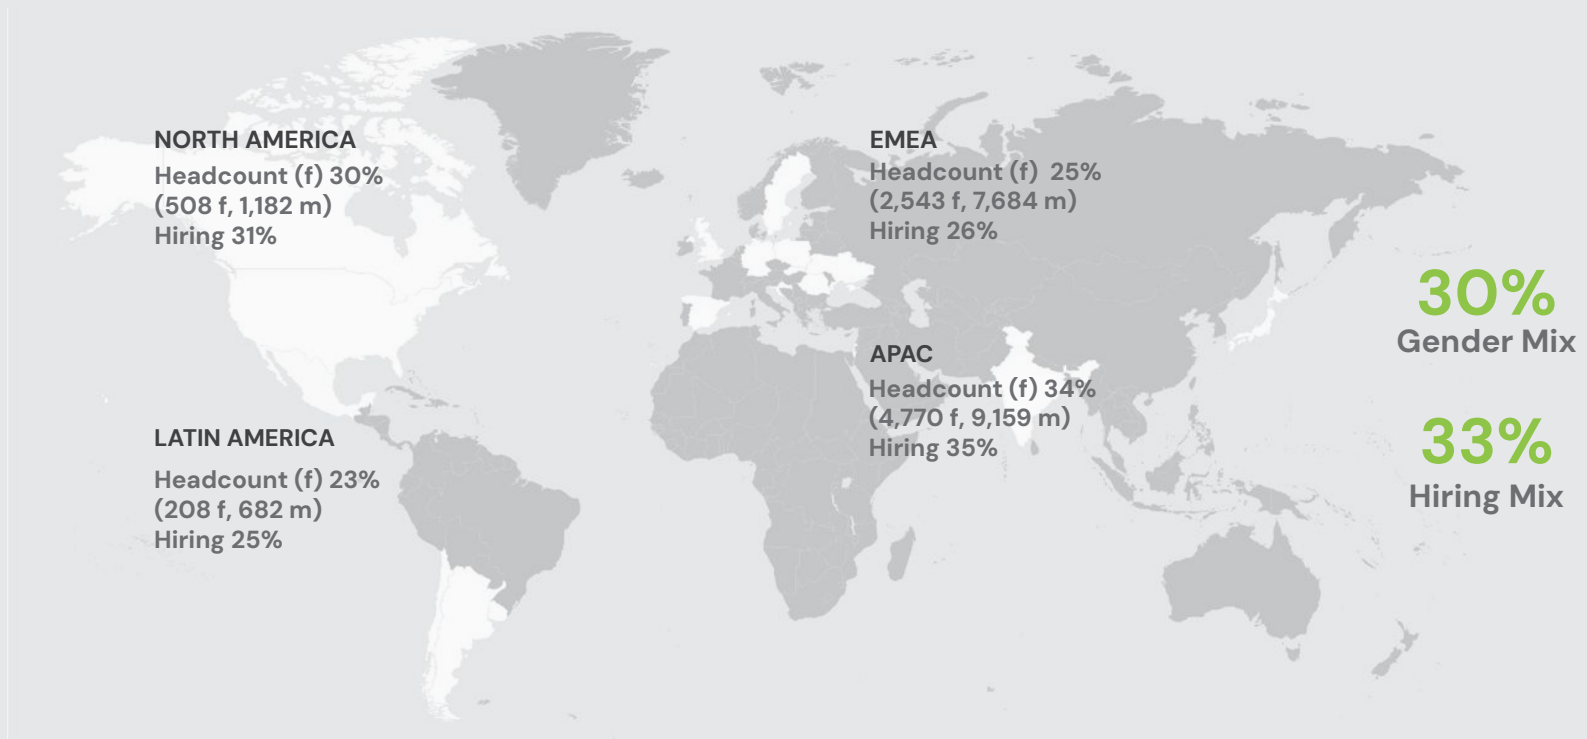 NORTH AMERICA
Headcount (f) 30%
(508 f, 1,182 m)
Hiring 31%
EMEA
Headcount (f) 25%
(2,543 f, 7,684 m)
Hiring 26%
30%
Gender Mix
APAC
Headcount (f) 34%
(4,770 f, 9,159 m)
Hiring 35%
LATIN AMERICA
Headcount (f) 23%
(208 f, 682 m)
Hiring 25%
33%
Hiring Mix